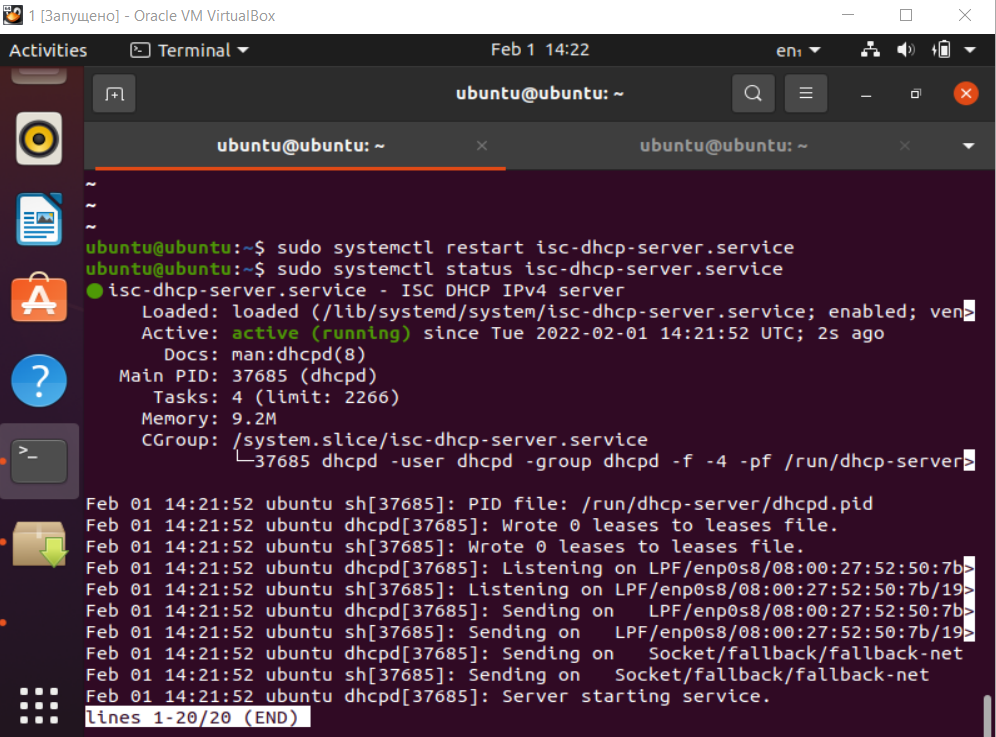 1 [Запущено] - Oracle VM VirtualBox
Activities Terminal Feb 1 14:22 en₁
ubuntu@ubuntu: ~
ubuntu@ubuntu: ~ ubuntu@ubuntu: ~
~
~
~
ubuntu@ubuntu:~$ sudo systemctl restart isc-dhcp-server.service
ubuntu@ubuntu:~$ sudo systemctl status isc-dhcp-server.service
● isc-dhcp-server.service - ISC DHCP IPv4 server
Loaded: loaded (/lib/systemd/system/isc-dhcp-server.service; enabled; ven>
Active: active (running) since Tue 2022-02-01 14:21:52 UTC; 2s ago
Docs: man:dhcpd(8)
Main PID: 37685 (dhcpd)
Tasks: 4 (limit: 2266)
Memory: 9.2M
CGroup: /system.slice/isc-dhcp-server.service
└─37685 dhcpd -user dhcpd -group dhcpd -f -4 -pf /run/dhcp-server>
Feb 01 14:21:52 ubuntu sh[37685]: PID file: /run/dhcp-server/dhcpd.pid
Feb 01 14:21:52 ubuntu dhcpd[37685]: Wrote 0 leases to leases file.
Feb 01 14:21:52 ubuntu sh[37685]: Wrote 0 leases to leases file.
Feb 01 14:21:52 ubuntu dhcpd[37685]: Listening on LPF/enp0s8/08:00:27:52:50:7b>
Feb 01 14:21:52 ubuntu sh[37685]: Listening on LPF/enp0s8/08:00:27:52:50:7b/19>
Feb 01 14:21:52 ubuntu dhcpd[37685]: Sending on   LPF/enp0s8/08:00:27:52:50:7b>
Feb 01 14:21:52 ubuntu sh[37685]: Sending on   LPF/enp0s8/08:00:27:52:50:7b/19>
Feb 01 14:21:52 ubuntu dhcpd[37685]: Sending on   Socket/fallback/fallback-net
Feb 01 14:21:52 ubuntu sh[37685]: Sending on   Socket/fallback/fallback-net
Feb 01 14:21:52 ubuntu dhcpd[37685]: Server starting service.
lines 1-20/20 (END)